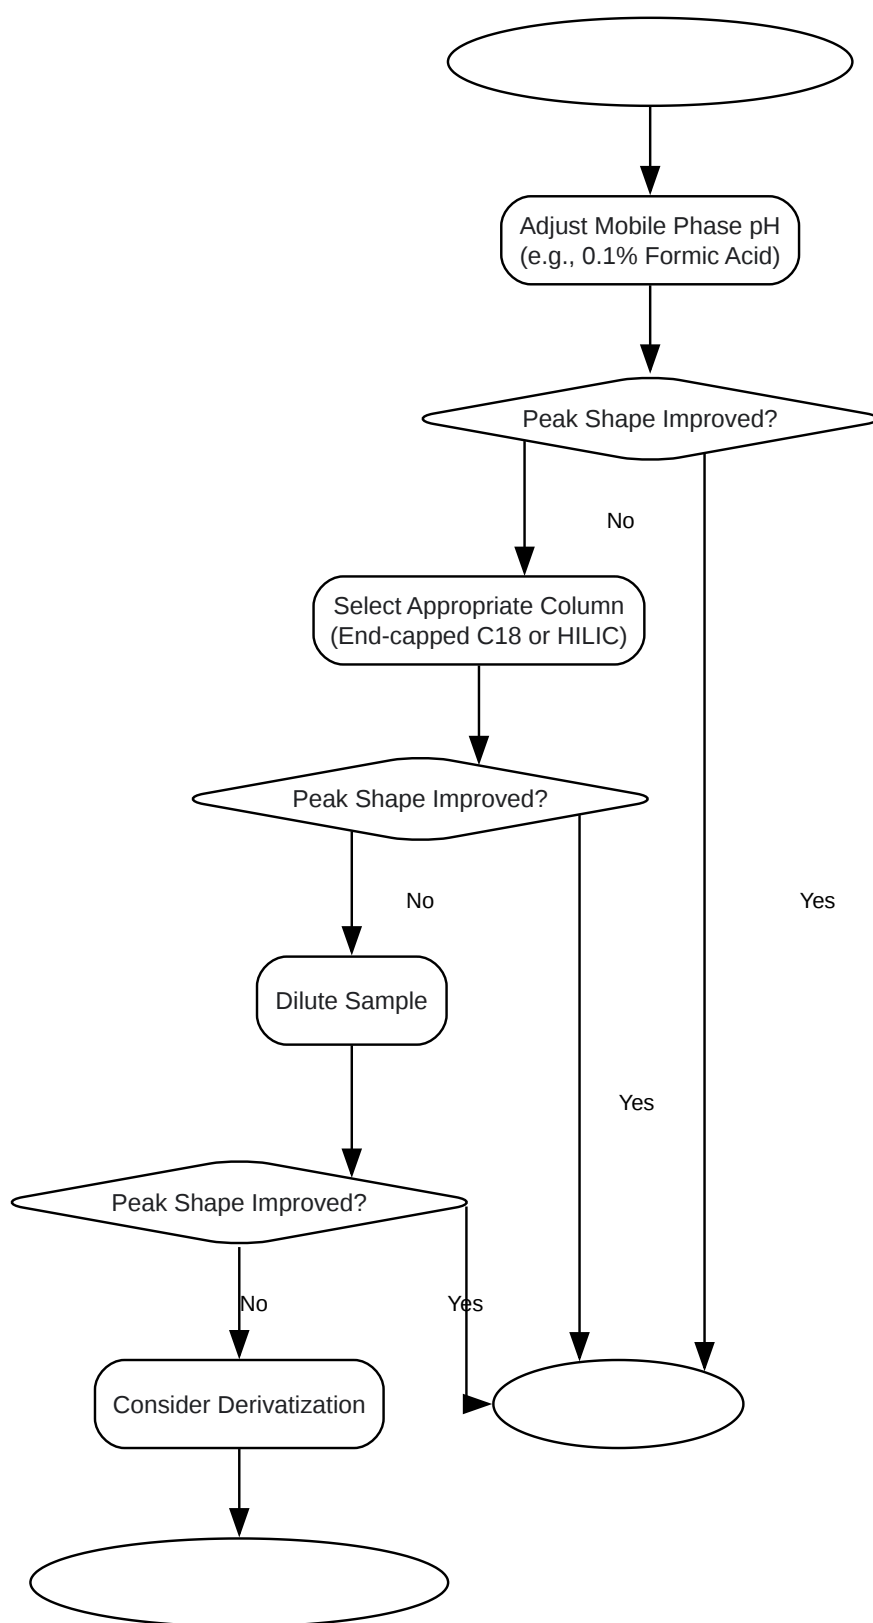 Adjust Mobile Phase pH
(e.g., 0.1% Formic Acid)
Peak Shape Improved?
No
Select Appropriate Column
(End-capped C18 or HILIC)
Peak Shape Improved?
No
Yes
Dilute Sample
Yes
Peak Shape Improved?
No
Yes
Consider Derivatization